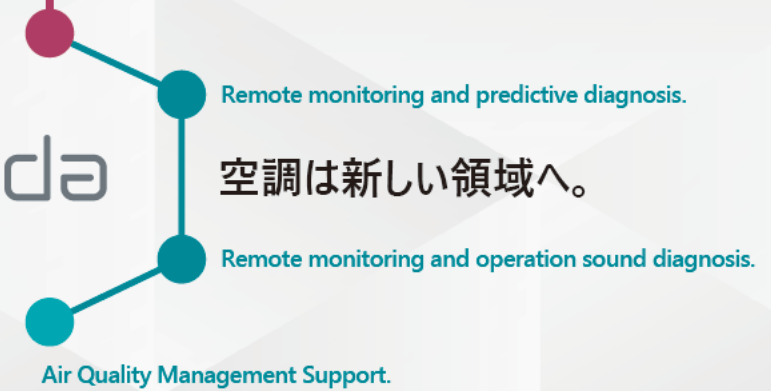 Remote monitoring and predictive diagnosis.
da
空調は新しい領域へ。
Remote monitoring and operation sound diagnosis.
Air Quality Management Support.